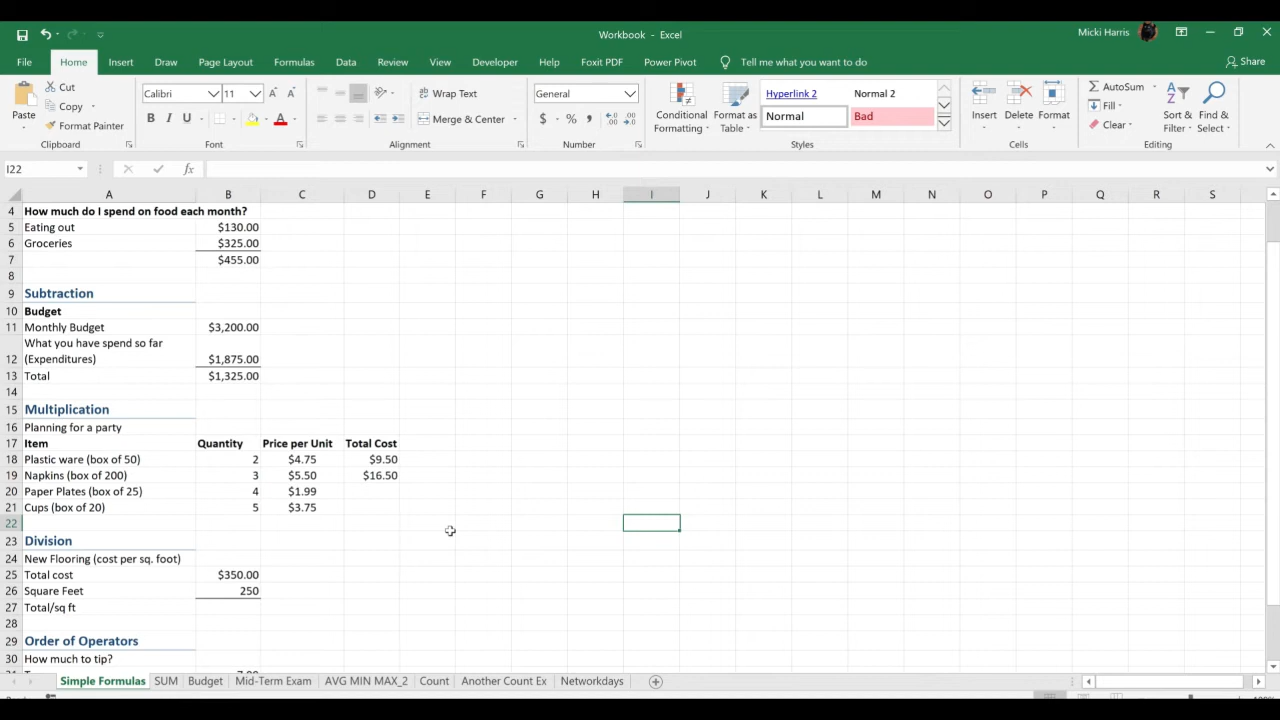 Workbook - Excel
Micki Harris
File Home Insert Draw Page Layout Formulas Data Review View Developer Help Foxit PDF Power Pivot Tell me what you want to do Share
Cut
Copy
Format Painter
Paste
Clipboard
Calibri 11
B I U
Font
Wrap Text
Merge & Center
Alignment
General
$ % ,
Number
Conditional Formatting
Format as Table
Hyperlink 2 Normal 2
Normal Bad
Styles
Insert Delete Format
Cells
AutoSum
Fill
Clear
Sort & Filter
Find & Select
Editing
I22 fx
A B C D E F G H I J K L M N O P Q R S
4 How much do I spend on food each month?
5 Eating out $130.00
6 Groceries $325.00
7 $455.00
8
9 Subtraction
10 Budget
11 Monthly Budget $3,200.00
What you have spend so far
12 (Expenditures) $1,875.00
13 Total $1,325.00
14
15 Multiplication
16 Planning for a party
17 Item Quantity Price per Unit Total Cost
18 Plastic ware (box of 50) 2 $4.75 $9.50
19 Napkins (box of 200) 3 $5.50 $16.50
20 Paper Plates (box of 25) 4 $1.99
21 Cups (box of 20) 5 $3.75
22
23 Division
24 New Flooring (cost per sq. foot)
25 Total cost $350.00
26 Square Feet 250
27 Total/sq ft
28
29 Order of Operators
30 How much to tip?
Simple Formulas SUM Budget Mid-Term Exam AVG MIN MAX_2 Count Another Count Ex Networkdays